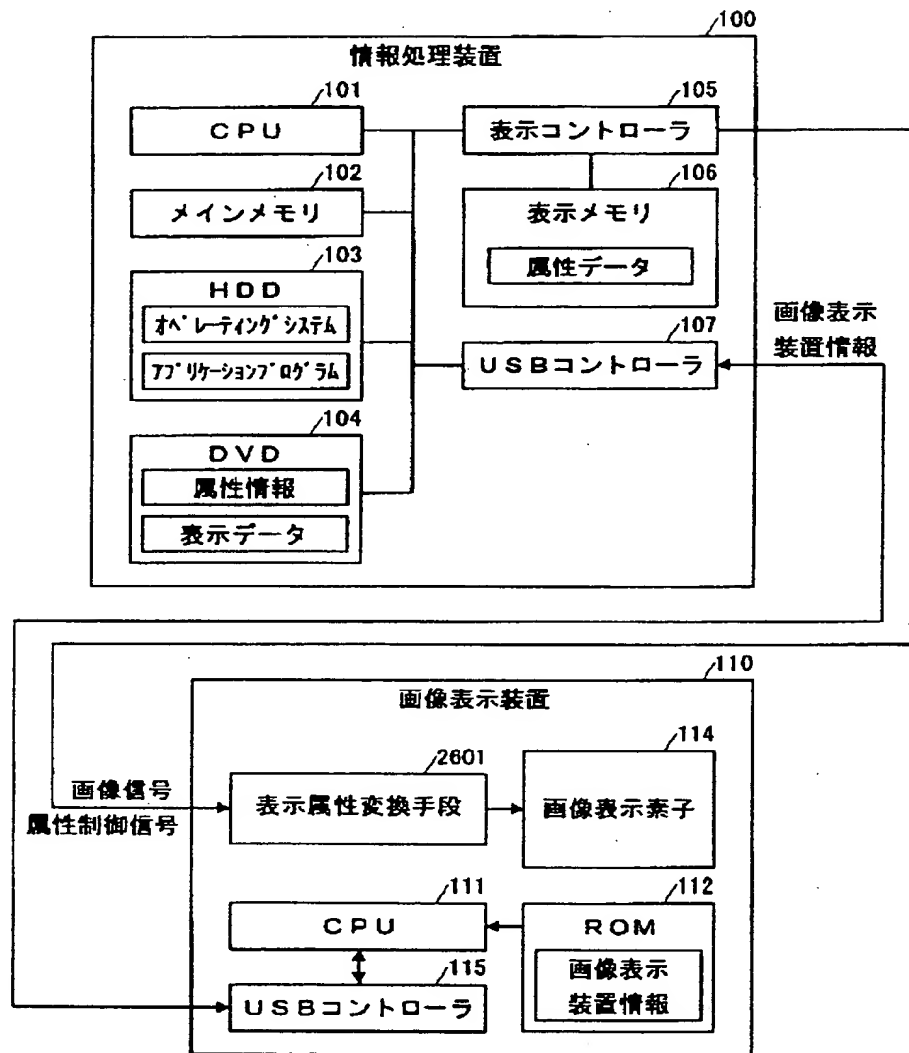 100
情報処理装置
101
CPU
102
メインメモリ
103
HDD
オペレーティングシステム
アプリケーションプログラム
104
DVD
属性情報
表示データ
105
表示コントローラ
106
表示メモリ
属性データ
107
USBコントローラ
画像表示
装置情報
110
画像表示装置
画像信号
属性制御信号
2601
表示属性変換手段
114
画像表示素子
111
CPU
112
ROM
画像表示
装置情報
115
USBコントローラ